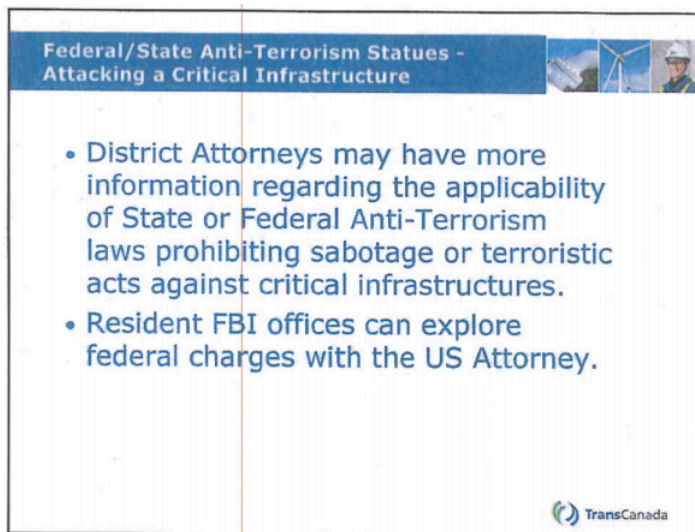 Federal/State Anti-Terrorism Statues -
Attacking a Critical Infrastructure
• District Attorneys may have more
information regarding the applicability
of State or Federal Anti-Terrorism
laws prohibiting sabotage or terroristic
acts against critical infrastructures.
• Resident FBI offices can explore
federal charges with the US Attorney.
TransCanada